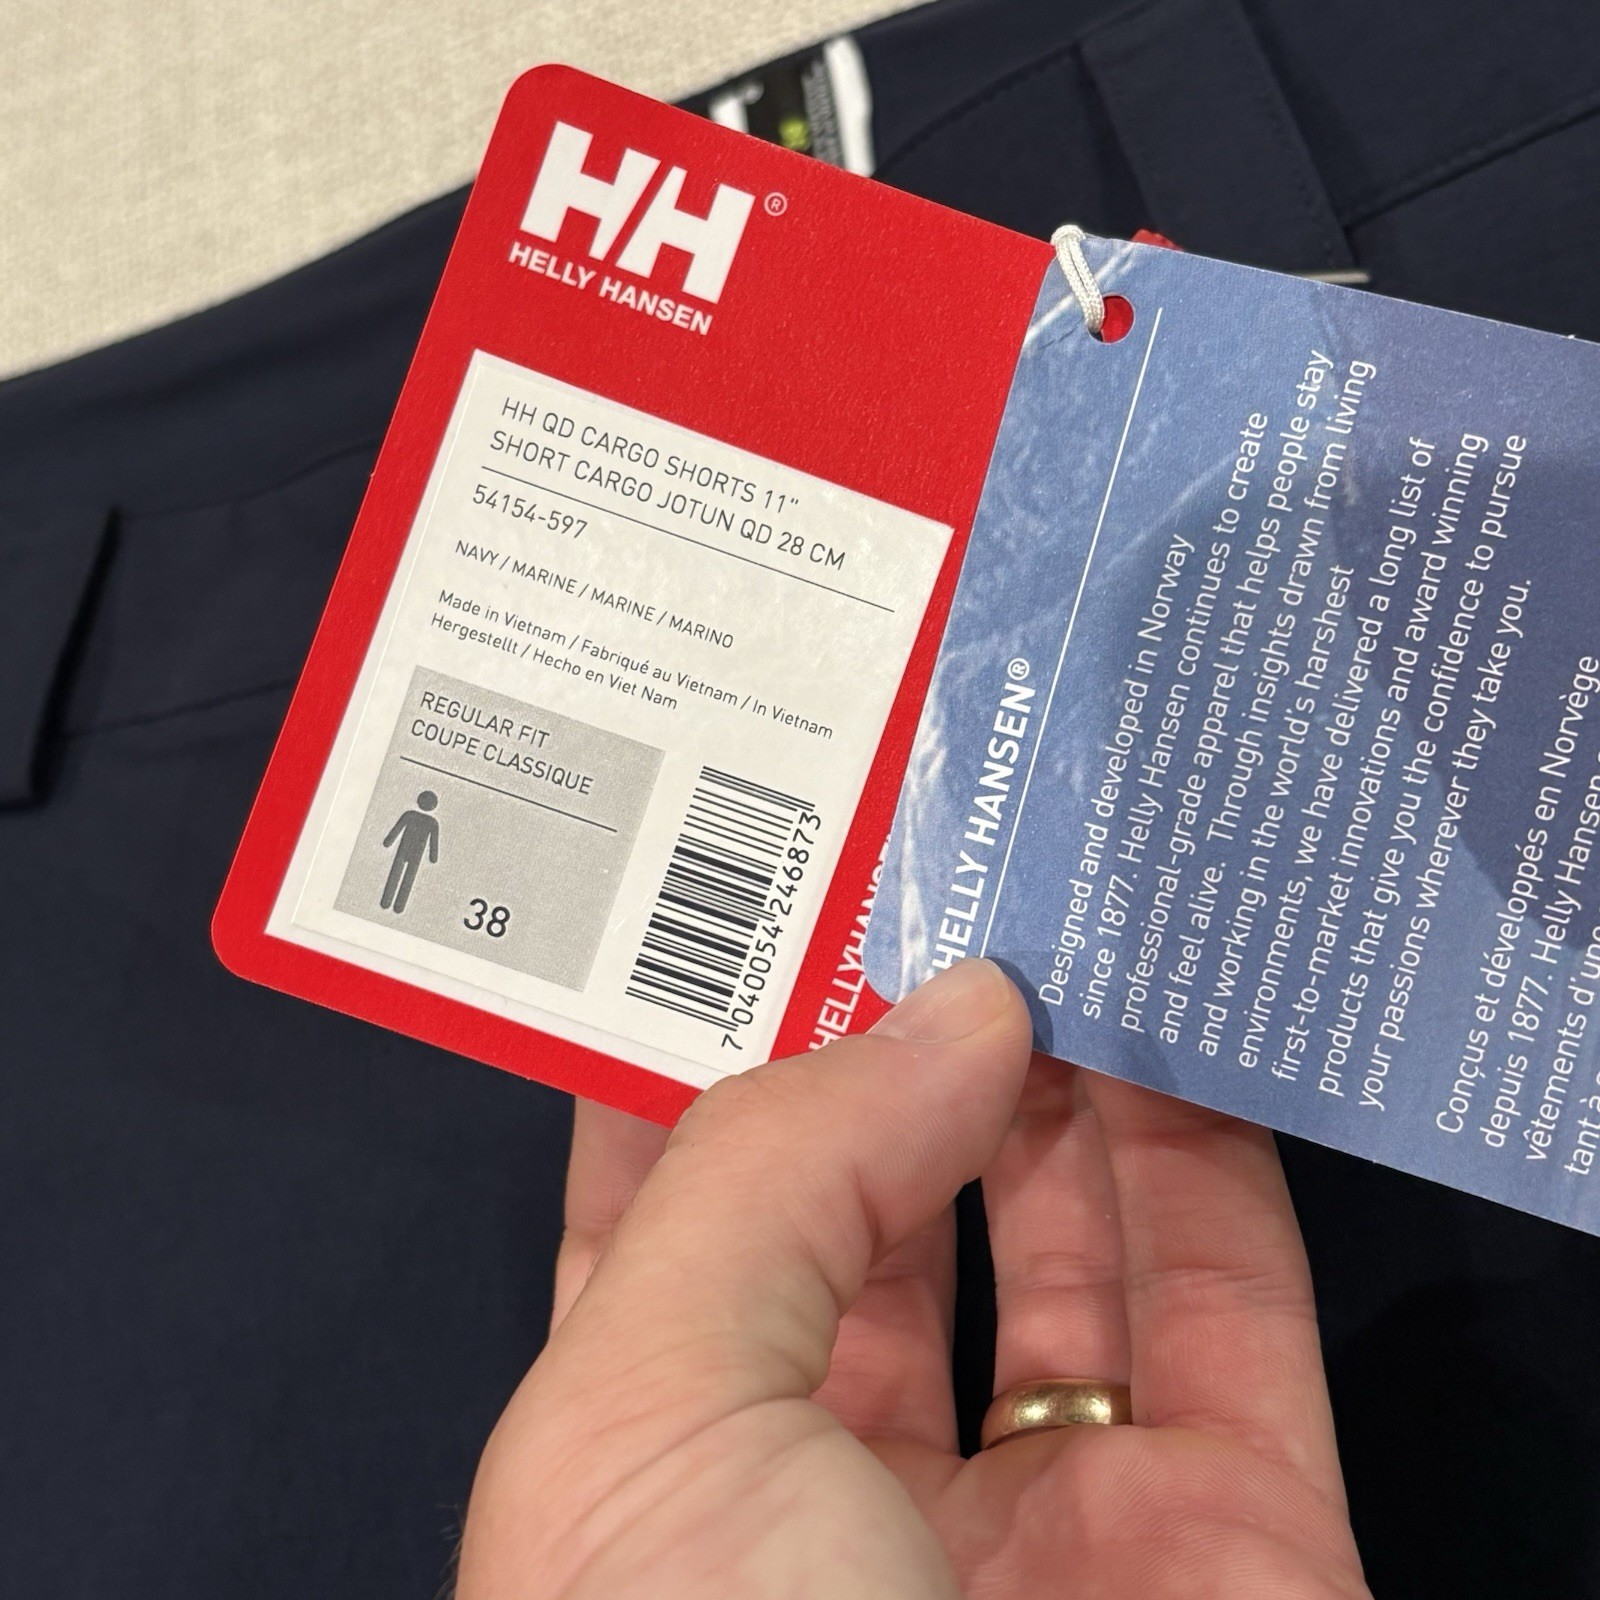 HH®
HELLY HANSEN
HH QD CARGO SHORTS 11"
SHORT CARGO JOTUN QD 28 CM
54154-597
NAVY / MARINE / MARINE / MARINO
Made in Vietnam / Fabriqué au Vietnam / In Vietnam
Hergestellt / Hecho en Viet Nam
REGULAR FIT
COUPE CLASSIQUE
38
7040054246873
HELLYHANSEN
HELLY HANSEN®
Designed and developed in Norway
since 1877. Helly Hansen continues to create
professional-grade apparel that helps people stay
and feel alive. Through insights drawn from living
and working in the world's harshest
environments, we have delivered a long list of
first-to-market innovations and award winning
products that give you the confidence to pursue
your passions wherever they take you.
Conçus et développés en Norvège
depuis 1877. Helly Hansen
vêtements d'une
tant à